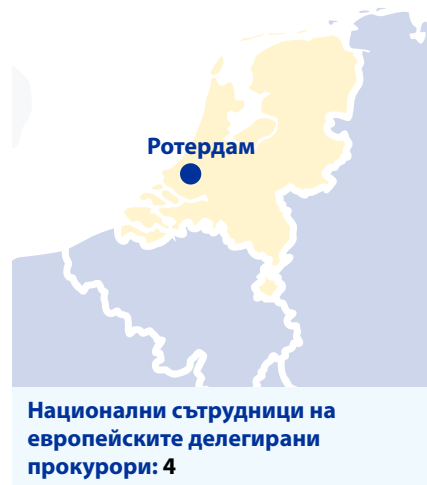 Ротердам
Национални сътрудници на
европейските делегирани
прокурори: 4